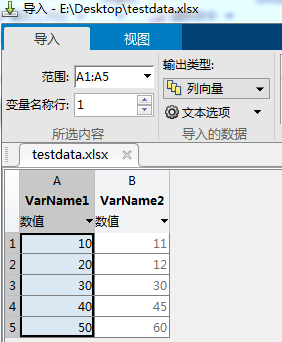 导入 - E:\Desktop\testdata.xlsx
导入 视图
范围: A1:A5
变量名称行: 1
所选内容
输出类型:
列向量
文本选项
导入的数据
testdata.xlsx
A B
VarName1 VarName2
数值 数值
1 10 11
2 20 12
3 30 30
4 40 45
5 50 60